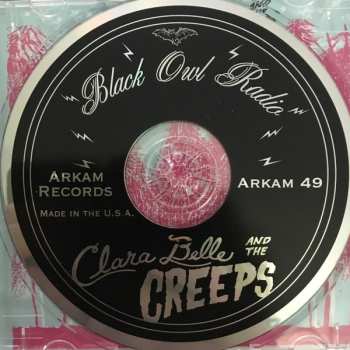 Black Owl Radio
ARKAM
RECORDS
ARKAM 49
MADE IN THE U.S.A.
Clara Belle AND THE
CREEPS